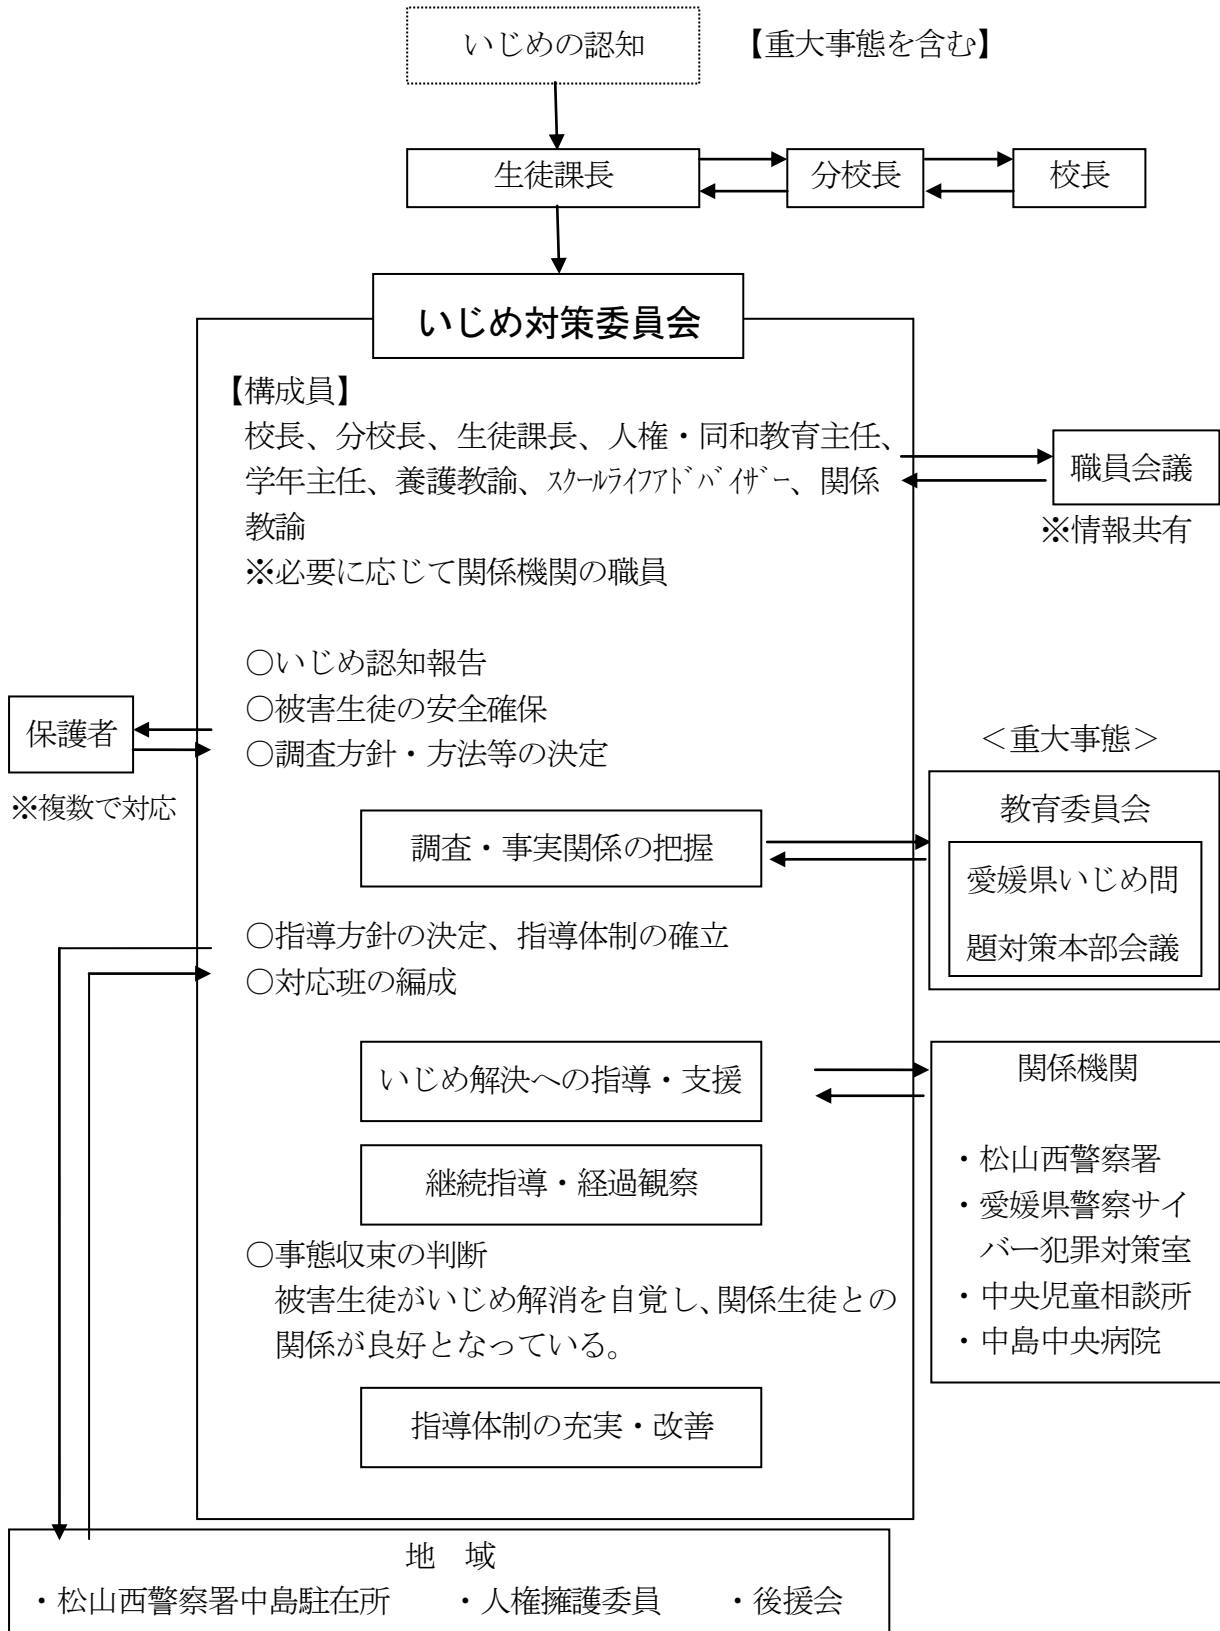 いじめの認知
【重大事態を含む】
生徒課長
分校長
校長
いじめ対策委員会
【構成員】
校長、分校長、生徒課長、人権・同和教育主任、
学年主任、養護教諭、ｽｸｰﾙﾗｲﾌｱﾄﾞﾊﾞｲｻﾞｰ、関係
教諭
※必要に応じて関係機関の職員
職員会議
※情報共有
○いじめ認知報告
○被害生徒の安全確保
○調査方針・方法等の決定
保護者
※複数で対応
＜重大事態＞
教育委員会
愛媛県いじめ問
題対策本部会議
調査・事実関係の把握
○指導方針の決定、指導体制の確立
○対応班の編成
いじめ解決への指導・支援
継続指導・経過観察
関係機関
・松山西警察署
・愛媛県警察サイ
バー犯罪対策室
・中央児童相談所
・中島中央病院
○事態収束の判断
被害生徒がいじめ解消を自覚し、関係生徒との
関係が良好となっている。
指導体制の充実・改善
地　域
・松山西警察署中島駐在所　・人権擁護委員　・後援会